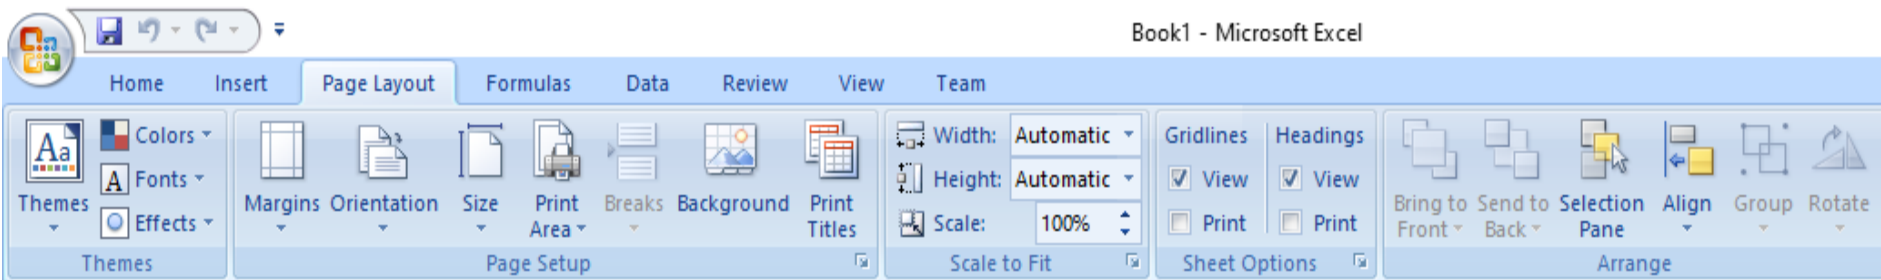 Book1 - Microsoft Excel
Home Insert Page Layout Formulas Data Review View Team
Aa
Themes
Colors
A Fonts
Effects
Themes
Margins
Orientation
Size
Print
Area
Breaks
Background
Print
Titles
Page Setup
Width: Automatic
Height: Automatic
Scale: 100%
Scale to Fit
Gridlines
View
Print
Headings
View
Print
Sheet Options
Bring to
Front
Send to
Back
Selection
Pane
Align
Group
Rotate
Arrange